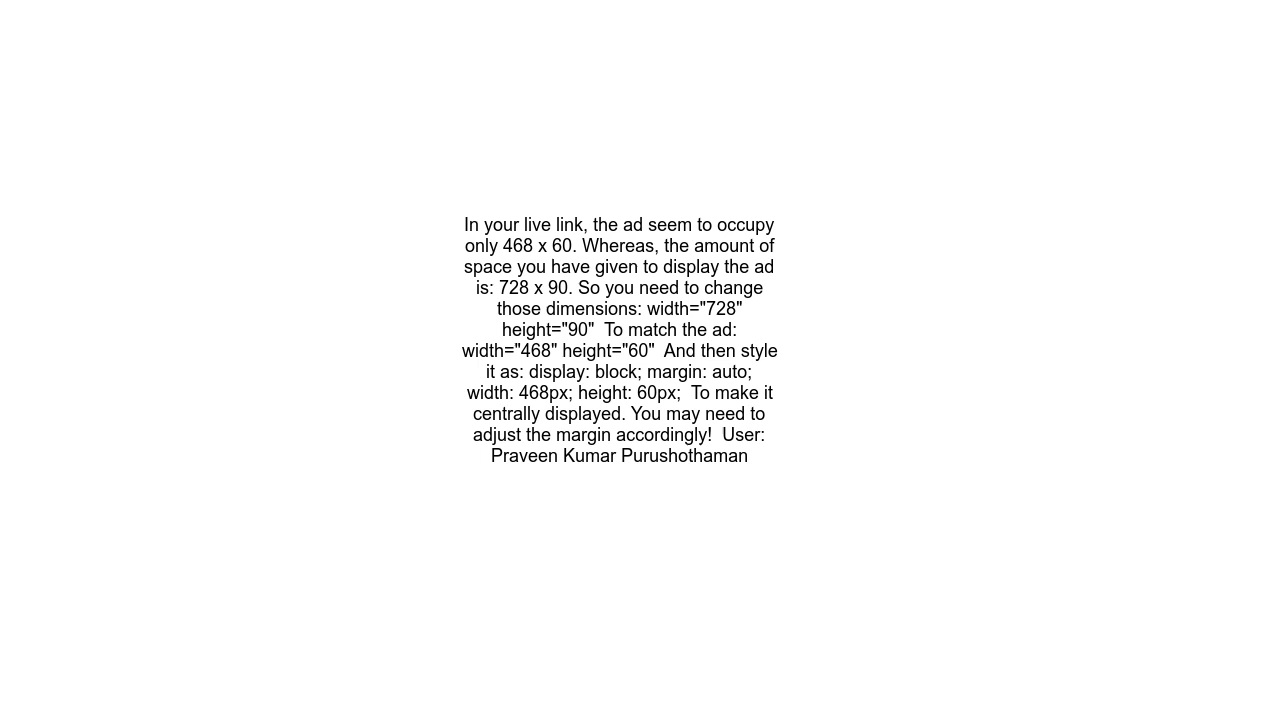 In your live link, the ad seem to occupy
only 468 x 60. Whereas, the amount of
space you have given to display the ad
is: 728 x 90. So you need to change
those dimensions: width="728"
height="90"  To match the ad:
width="468" height="60"  And then style
it as: display: block; margin: auto;
width: 468px; height: 60px;  To make it
centrally displayed. You may need to
adjust the margin accordingly!  User:
Praveen Kumar Purushothaman